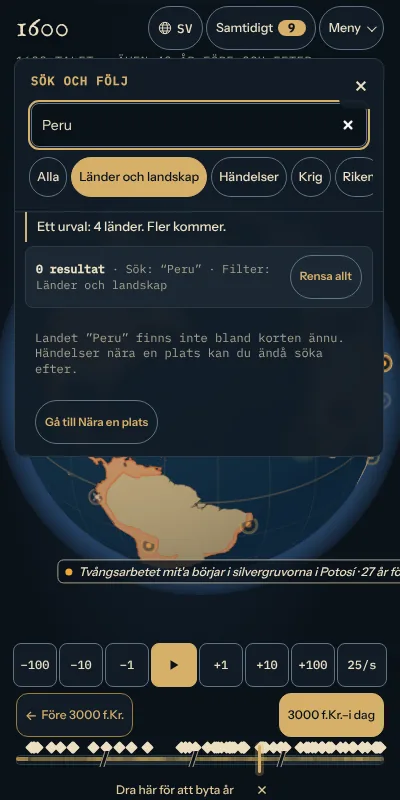 1600
SV
Samtidigt 9
Meny
SÖK OCH FÖLJ
Peru
Alla
Länder och landskap
Händelser
Krig
Riker
Ett urval: 4 länder. Fler kommer.
0 resultat · Sök: ”Peru” · Filter:
Länder och landskap
Rensa allt
Landet ”Peru” finns inte bland korten ännu.
Händelser nära en plats kan du ändå söka
efter.
Gå till Nära en plats
Tvångsarbetet mit'a börjar i silvergruvorna i Potosí · 27 år fö
−100
−10
−1
+1
+10
+100
25/s
← Före 3000 f.Kr.
3000 f.Kr.–i dag
Dra här för att byta år